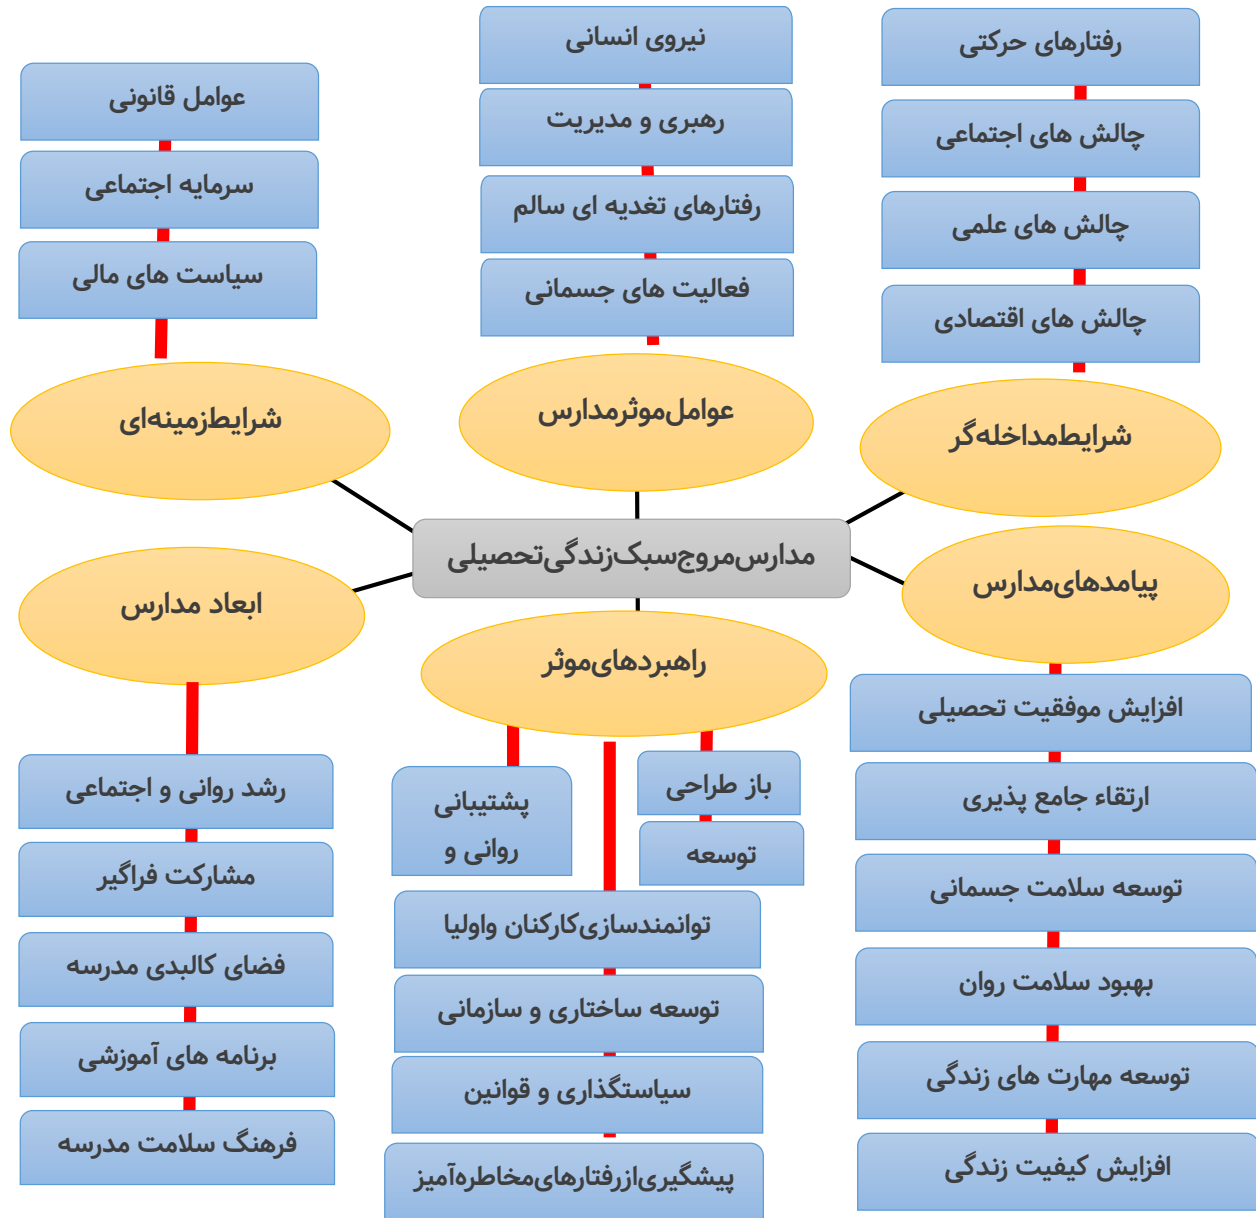 رفتارهای حرکتی
چالش های اجتماعی
چالش های علمی
چالش های اقتصادی
شرایط‌مداخله‌گر
نیروی انسانی
رهبری و مدیریت
رفتارهای تغدیه ای سالم
فعالیت های جسمانی
عوامل‌موثرمدارس
عوامل قانونی
سرمایه اجتماعی
سیاست های مالی
شرایط‌زمینه‌ای
مدارس‌مروج‌سبک‌زندگی‌تحصیلی
پیامدهای‌مدارس
افزایش موفقیت تحصیلی
ارتقاء جامع پذیری
توسعه سلامت جسمانی
بهبود سلامت روان
توسعه مهارت های زندگی
افزایش کیفیت زندگی
راهبردهای‌موثر
باز طراحی
توسعه
پشتیبانی
روانی و
توانمندسازی‌کارکنان واولیا
توسعه ساختاری و سازمانی
سیاستگذاری و قوانین
پیشگیری‌ازرفتارهای‌مخاطره‌آمیز
ابعاد مدارس
رشد روانی و اجتماعی
مشارکت فراگیر
فضای کالبدی مدرسه
برنامه های آموزشی
فرهنگ سلامت مدرسه